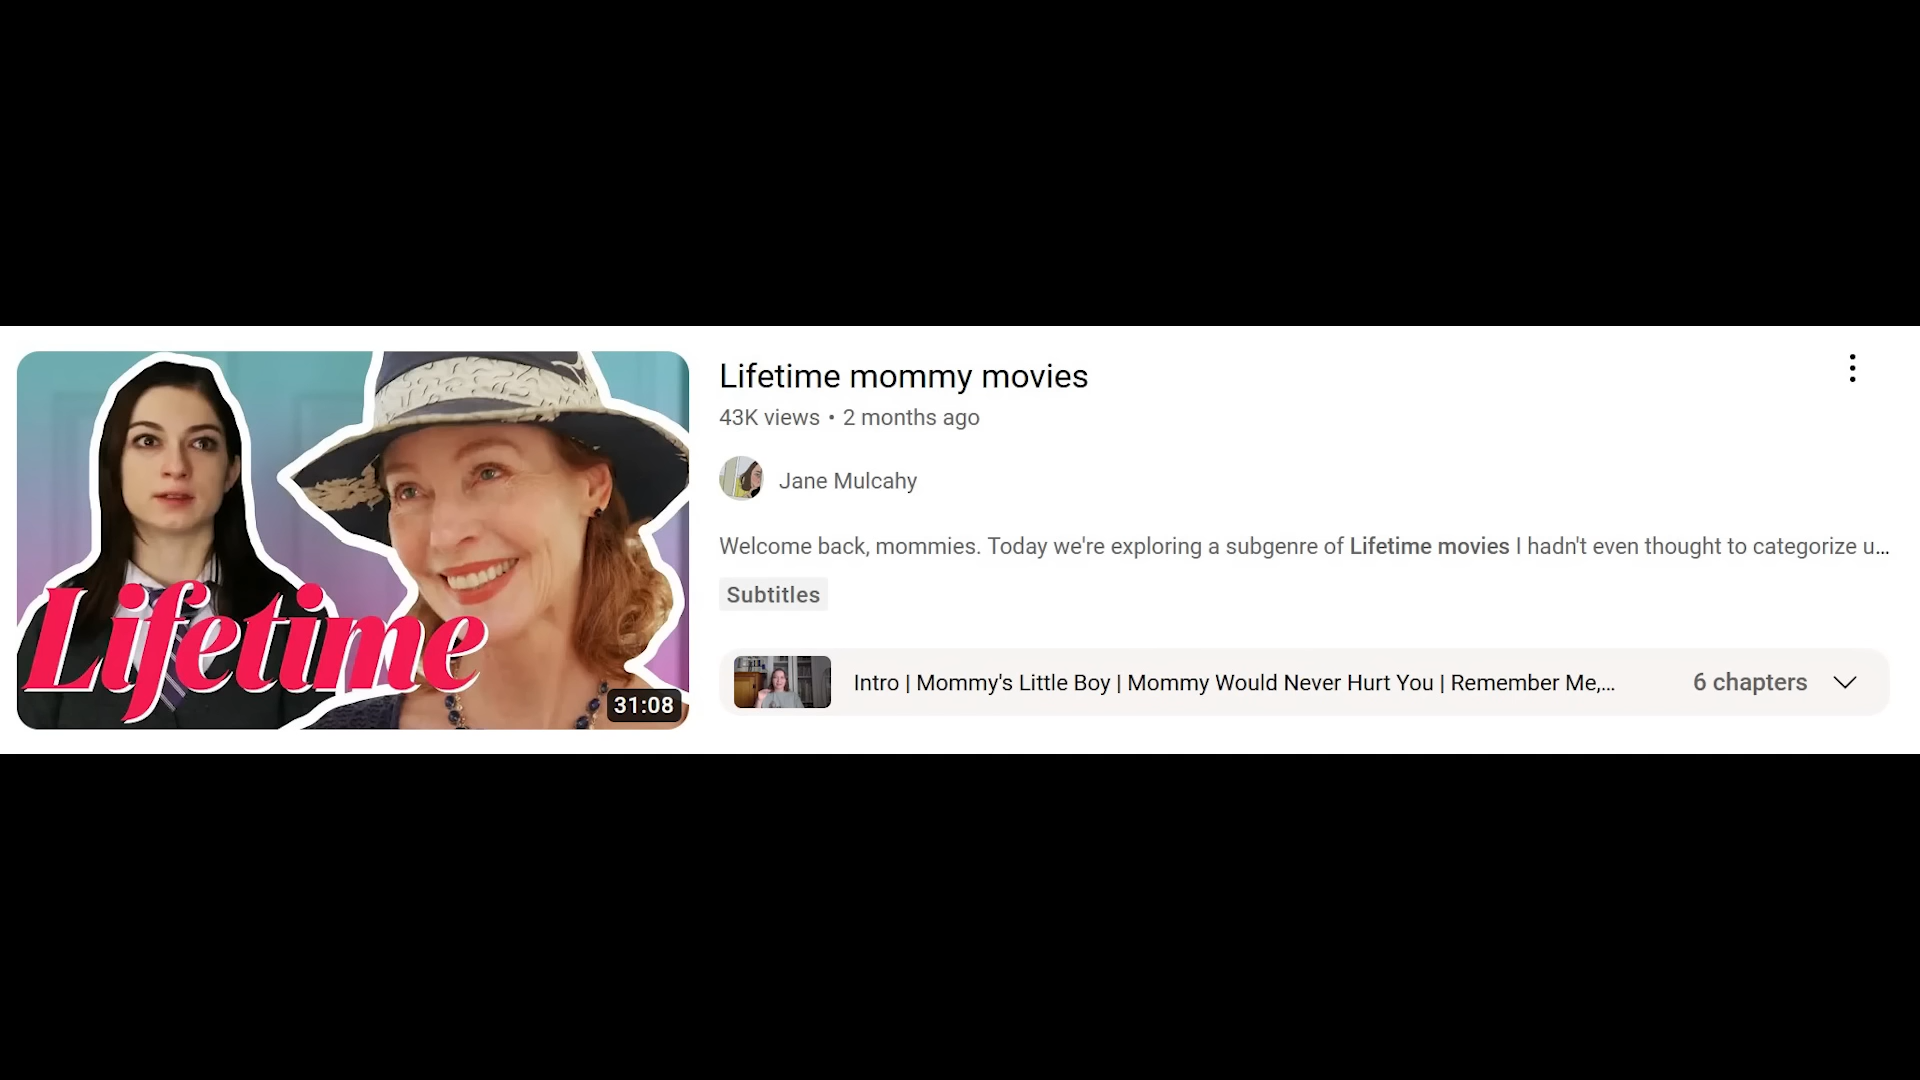 Lifetime
31:08
Lifetime mommy movies
43K views • 2 months ago
Jane Mulcahy
Welcome back, mommies. Today we're exploring a subgenre of Lifetime movies I hadn't even thought to categorize u...
Subtitles
Intro | Mommy's Little Boy | Mommy Would Never Hurt You | Remember Me,...
6 chapters